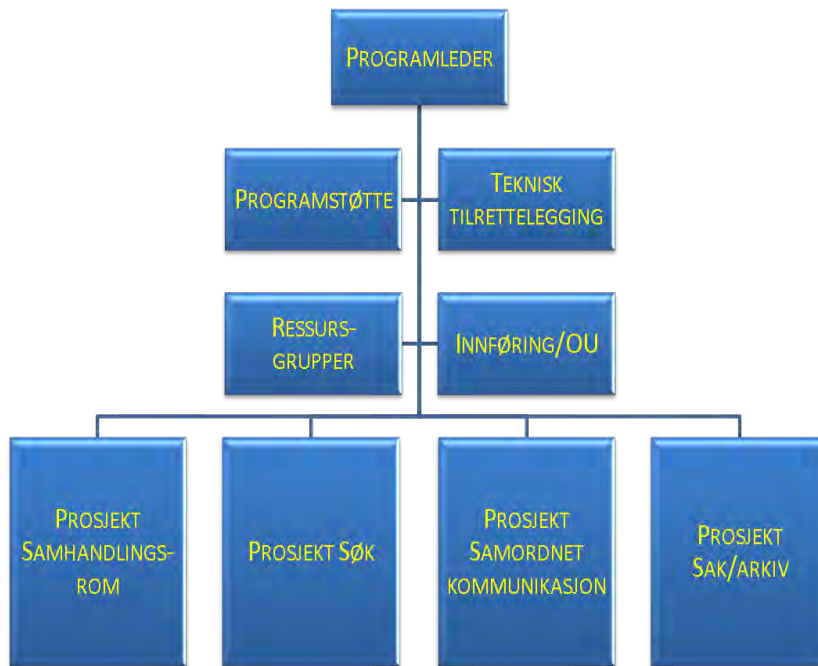 PROGRAMLEDER
PROGRAMSTØTTE
TEKNISK
TILRETTELEGGING
RESSURS-
GRUPPER
INNFØRING/OU
PROSJEKT
SAMHANDLINGS-
ROM
PROSJEKT SØK
PROSJEKT
SAMORDNET
KOMMUNIKASJON
PROSJEKT
SAK/ARKIV